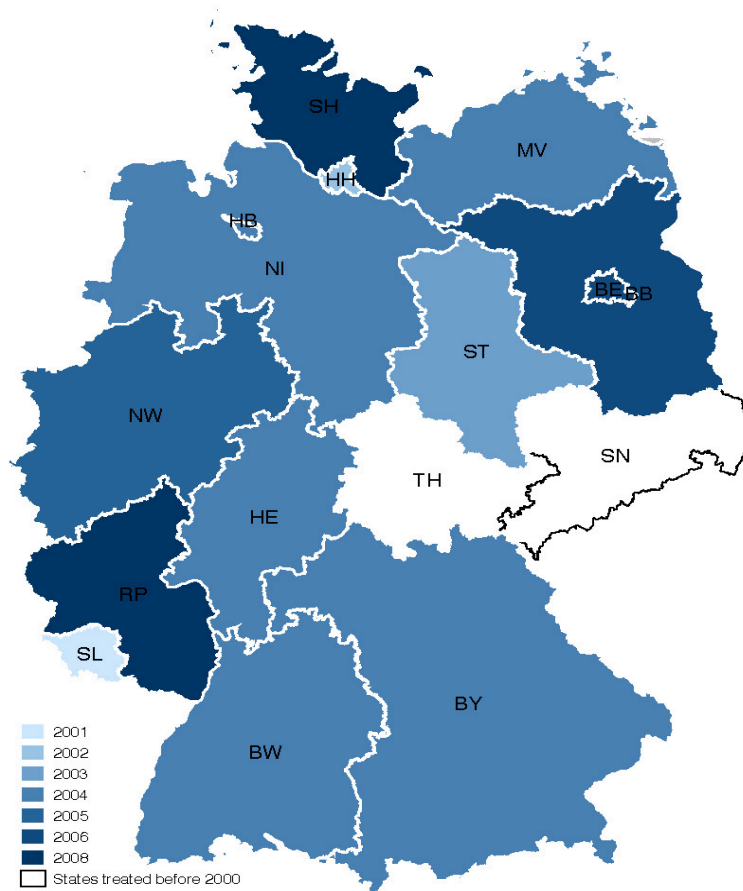 SH
MV
HH
HB
NI
BE
BB
ST
NW
SN
TH
HE
RP
SL
BY
BW
2001
2002
2003
2004
2005
2006
2008
States treated before 2000